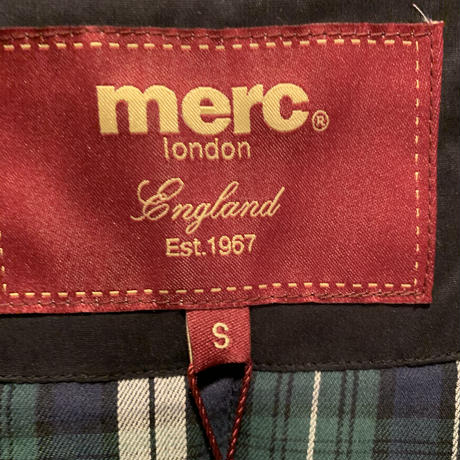 merc®
london
England
Est.1967
S